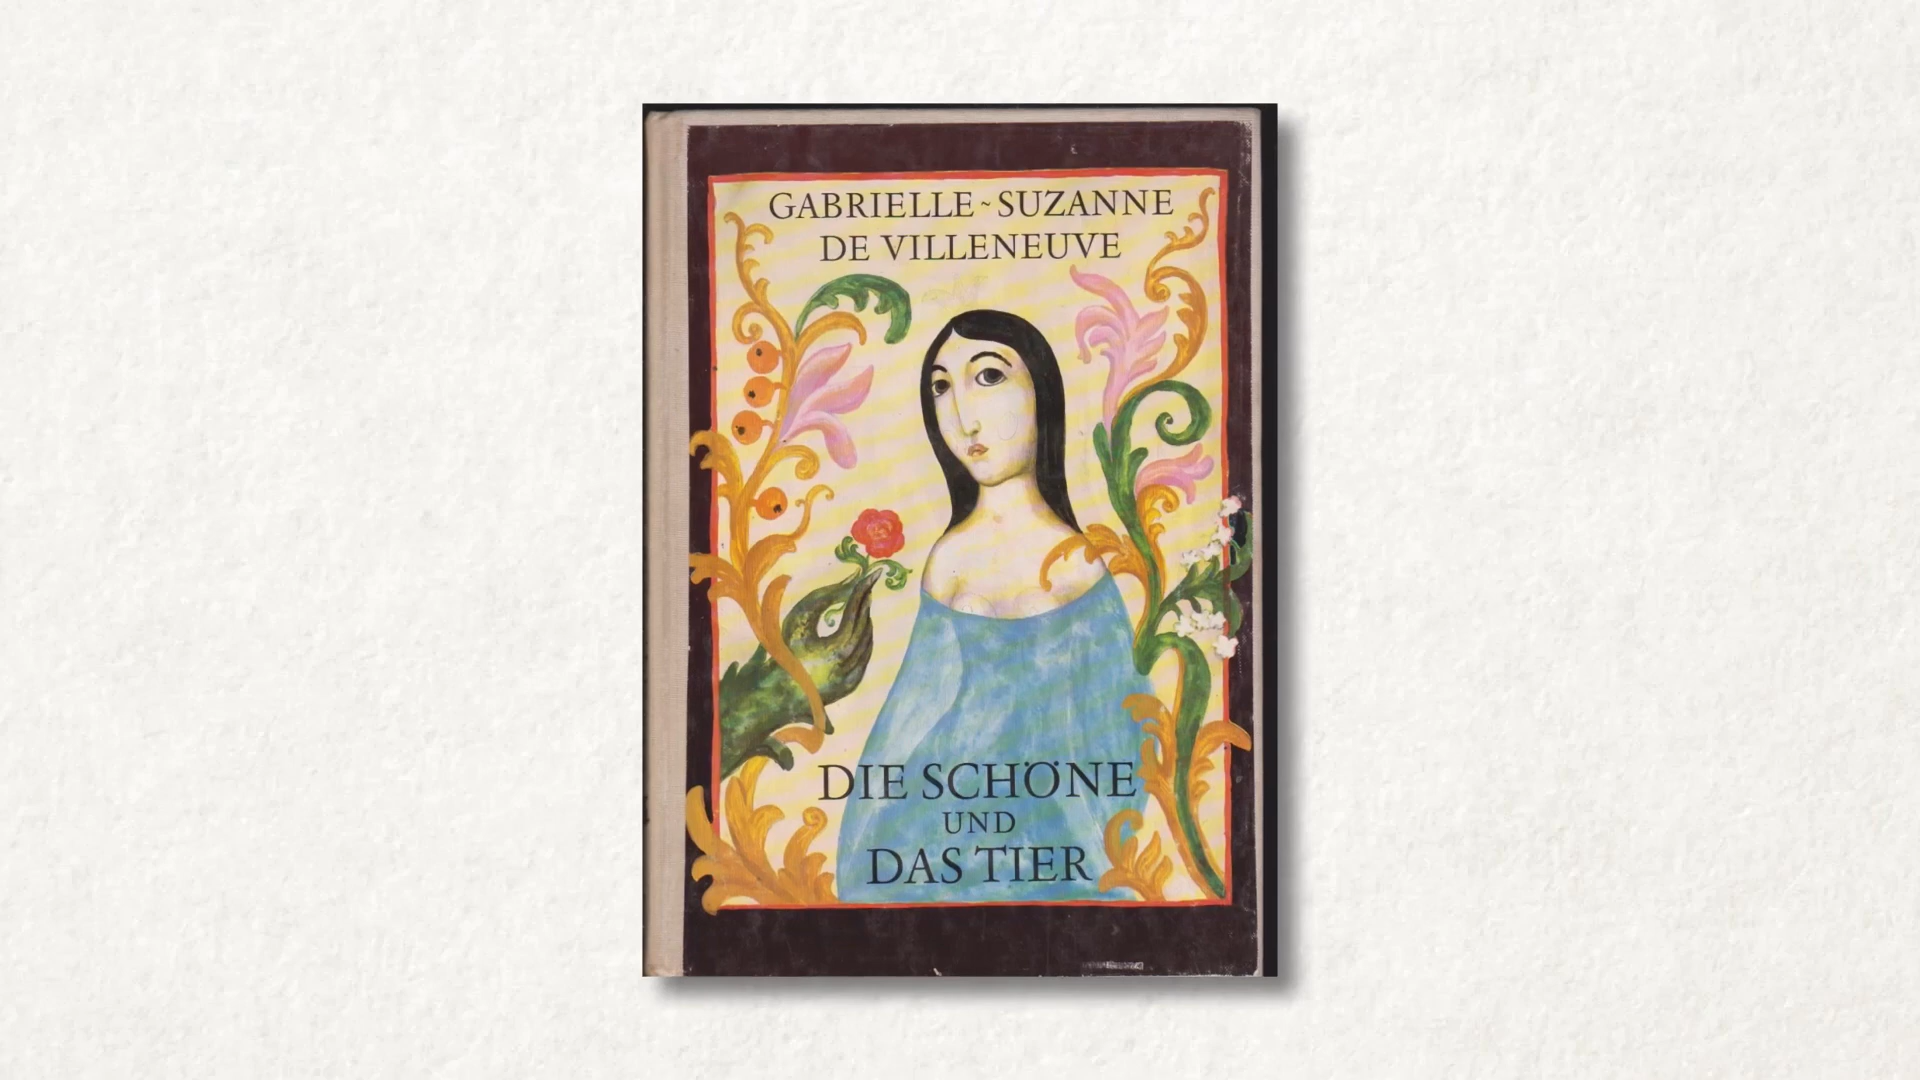 GABRIELLE~SUZANNE
DE VILLENEUVE
DIE SCHÖNE
UND
DAS TIER